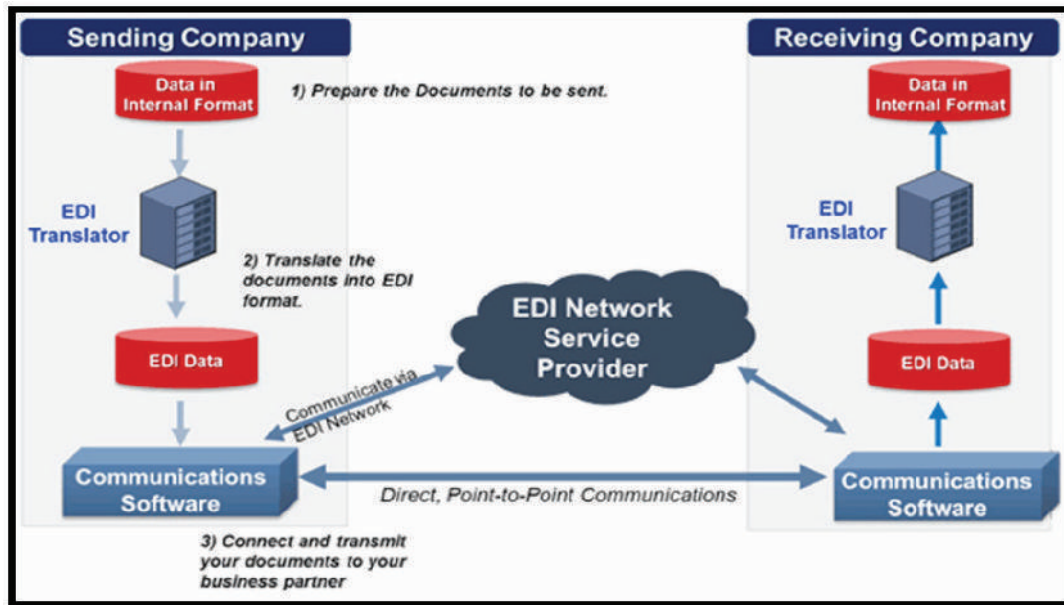 Sending Company
Data in
Internal Format
1) Prepare the Documents to be sent.
EDI
Translator
2) Translate the
documents into EDI
format.
EDI Data
Communications
Software
3) Connect and transmit
your documents to your
business partner
Communicate via
EDI Network
EDI Network
Service
Provider
Direct, Point-to-Point Communications
Receiving Company
Data in
Internal Format
EDI
Translator
EDI Data
Communications
Software